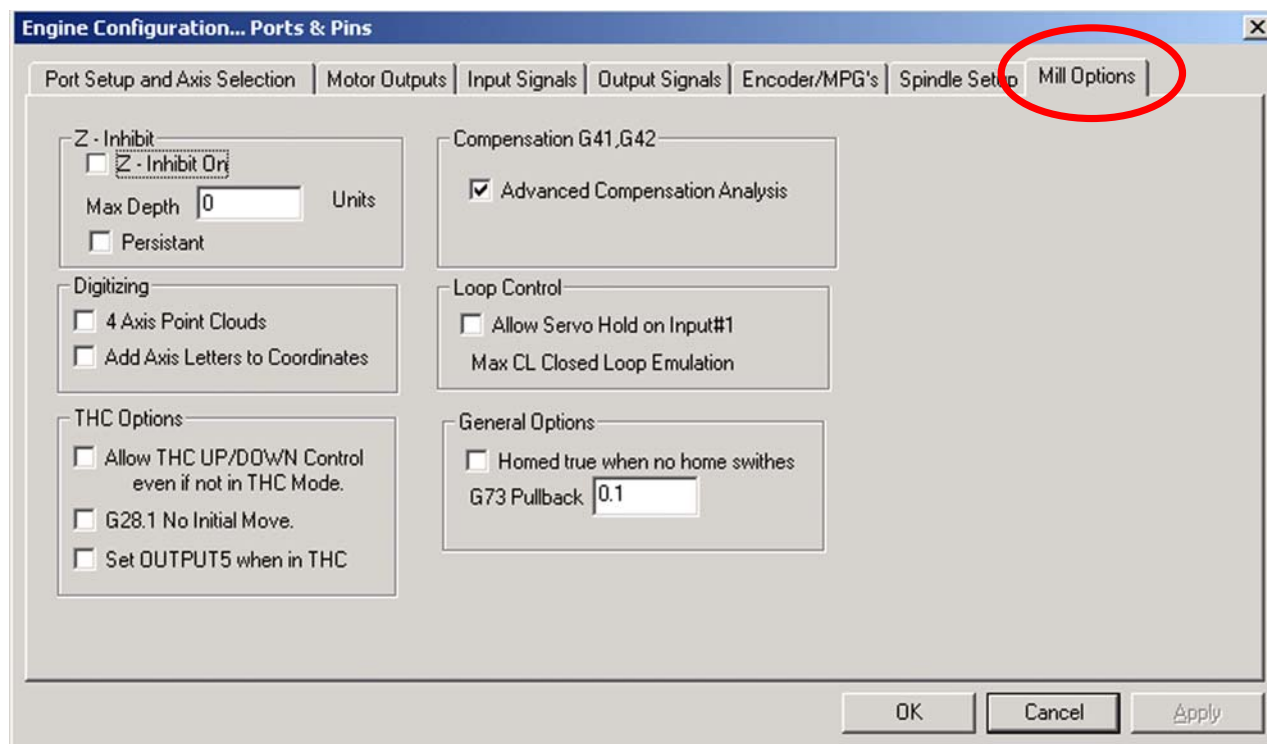 Engine Configuration... Ports & Pins
Port Setup and Axis Selection
Motor Outputs
Input Signals
Output Signals
Encoder/MPG's
Spindle Setup
Mill Options
Z - Inhibit
Z - Inhibit On
Max Depth 0 Units
Persistant
Compensation G41,G42
Advanced Compensation Analysis
Digitizing
4 Axis Point Clouds
Add Axis Letters to Coordinates
Loop Control
Allow Servo Hold on Input#1
Max CL Closed Loop Emulation
THC Options
Allow THC UP/DOWN Control
even if not in THC Mode.
G28.1 No Initial Move.
Set OUTPUT5 when in THC
General Options
Homed true when no home swithes
G73 Pullback 0.1
OK
Cancel
Apply